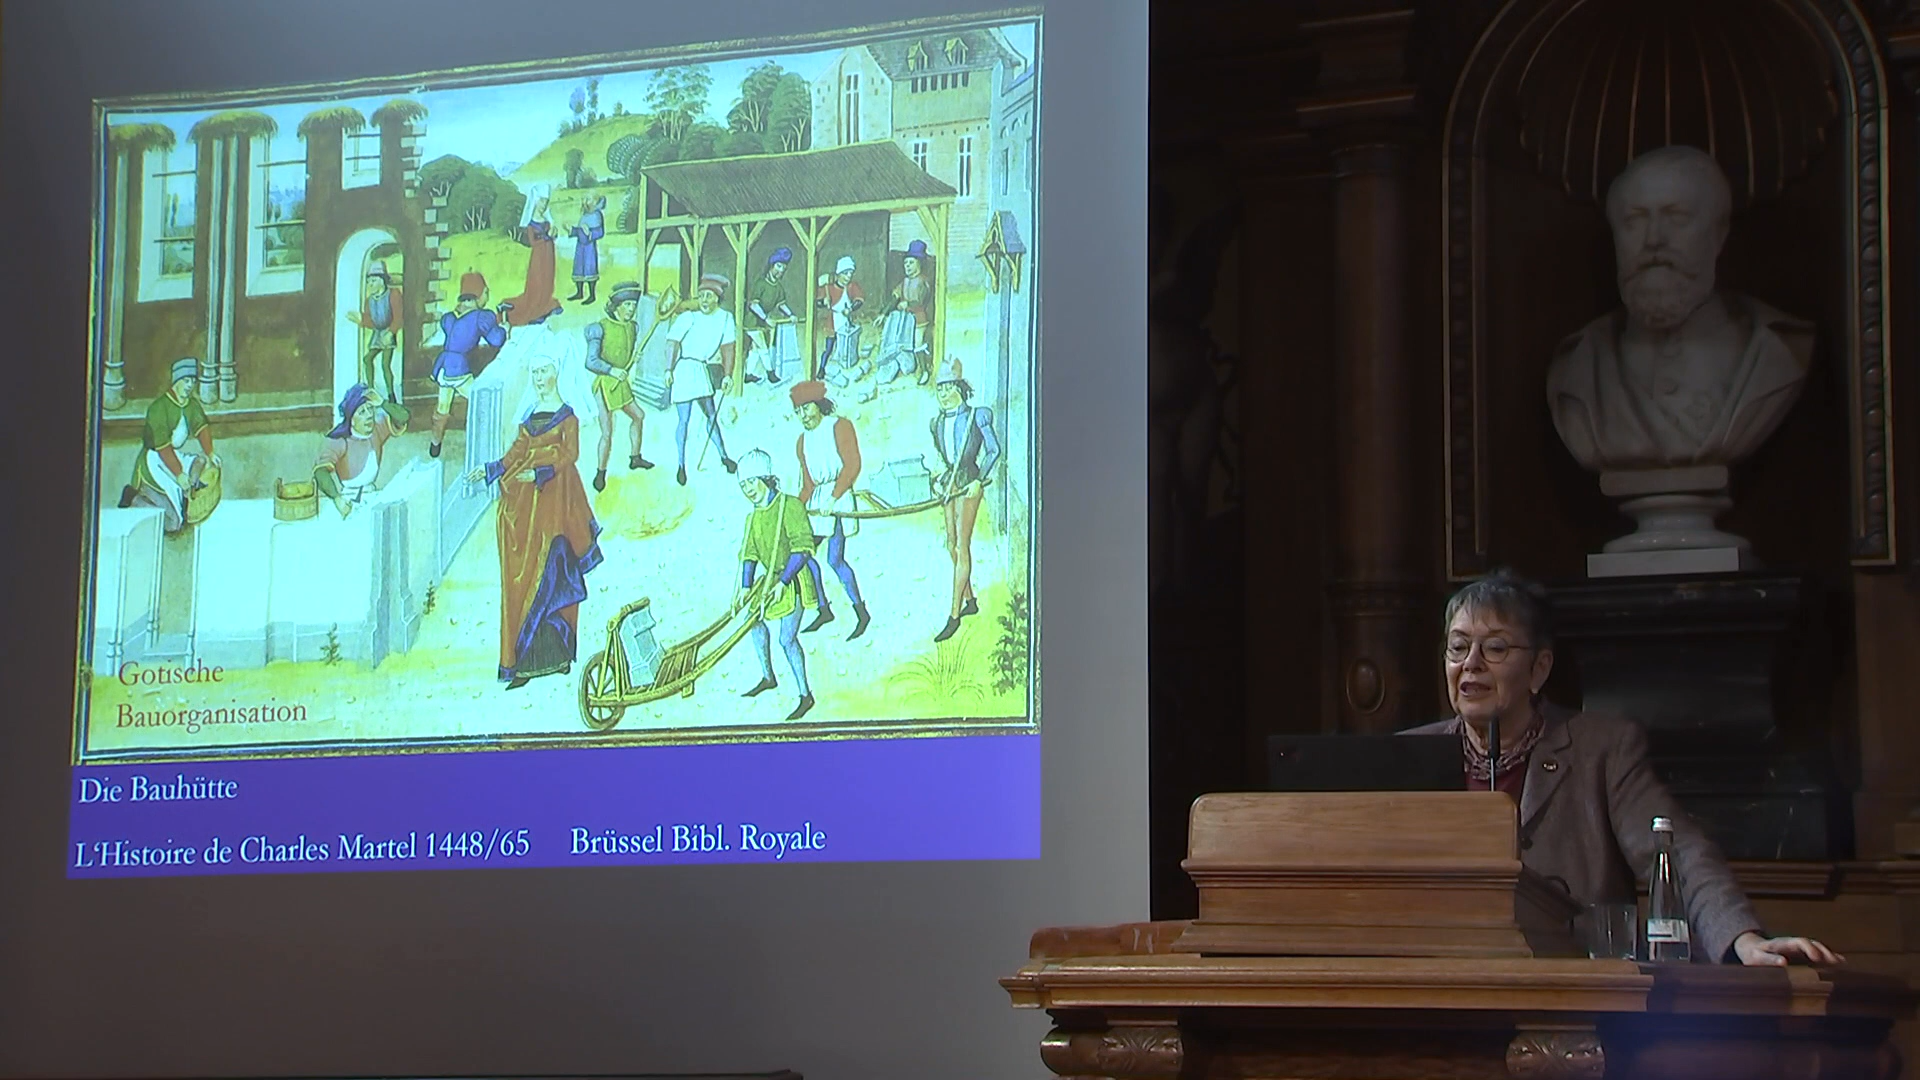 Gotische
Bauorganisation
Die Bauhütte
L‘Histoire de Charles Martel 1448/65 Brüssel Bibl. Royale